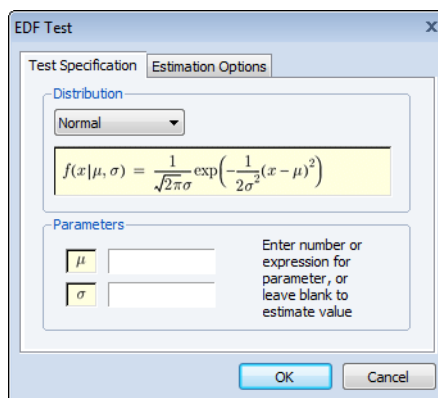 EDF Test
x
Test Specification
Estimation Options
Distribution
Normal
f(x|μ, σ) = 1/(√2πσ) exp(-1/(2σ²)(x − μ)²)
Parameters
μ
σ
Enter number or
expression for
parameter, or
leave blank to
estimate value
OK
Cancel